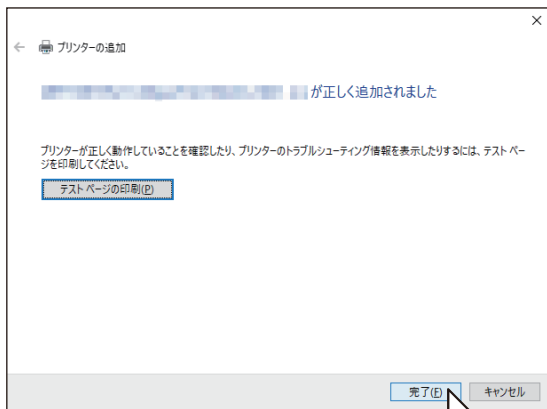 プリンターの追加
が正しく追加されました
プリンターが正しく動作していることを確認したり、プリンターのトラブルシューティング情報を表示したりするには、テスト ペー
ジを印刷してください。
テスト ページの印刷(P)
完了(F)
キャンセル